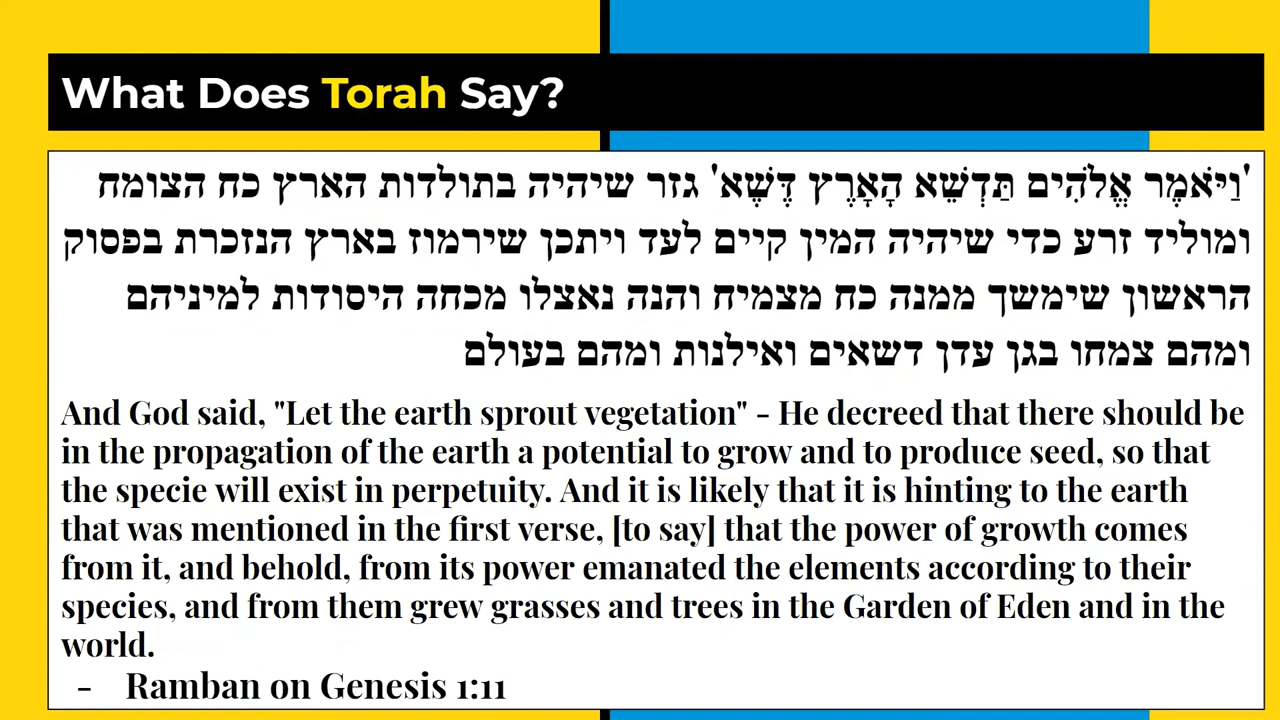 What Does Torah Say?
'וַיֹּאמֶר אֱלֹהִים תַּדְשֵׁא הָאָרֶץ דֶּשֶׁא' גזר שיהיה בתולדות הארץ כח הצומח
ומוליד זרע כדי שיהיה המין קיים לעד ויתכן שירמוז בארץ הנזכרת בפסוק
הראשון שימשך ממנה כח מצמיח והנה נאצלו מכחה היסודות למיניהם
ומהם צמחו בגן עדן דשאים ואילנות ומהם בעולם
And God said, "Let the earth sprout vegetation" - He decreed that there should be
in the propagation of the earth a potential to grow and to produce seed, so that
the specie will exist in perpetuity. And it is likely that it is hinting to the earth
that was mentioned in the first verse, [to say] that the power of growth comes
from it, and behold, from its power emanated the elements according to their
species, and from them grew grasses and trees in the Garden of Eden and in the
world.
- Ramban on Genesis 1:11